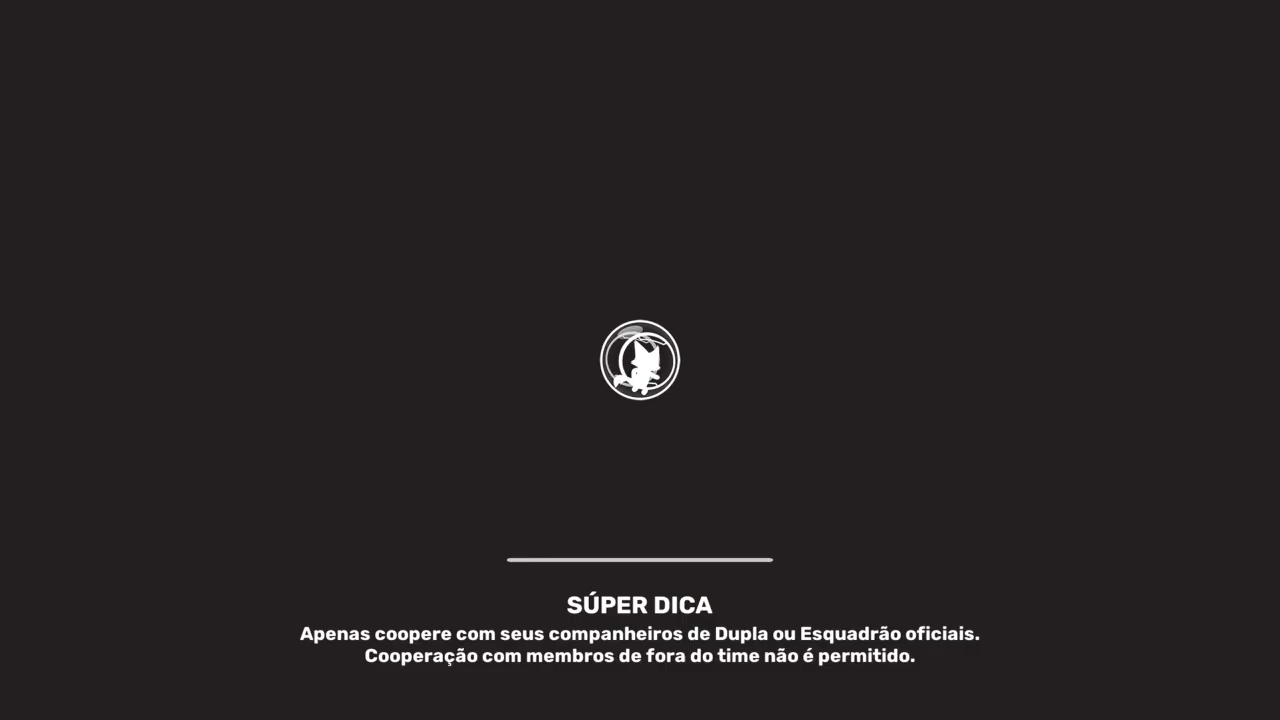 SÚPER DICA
Apenas coopere com seus companheiros de Dupla ou Esquadrão oficiais.
Cooperação com membros de fora do time não é permitido.